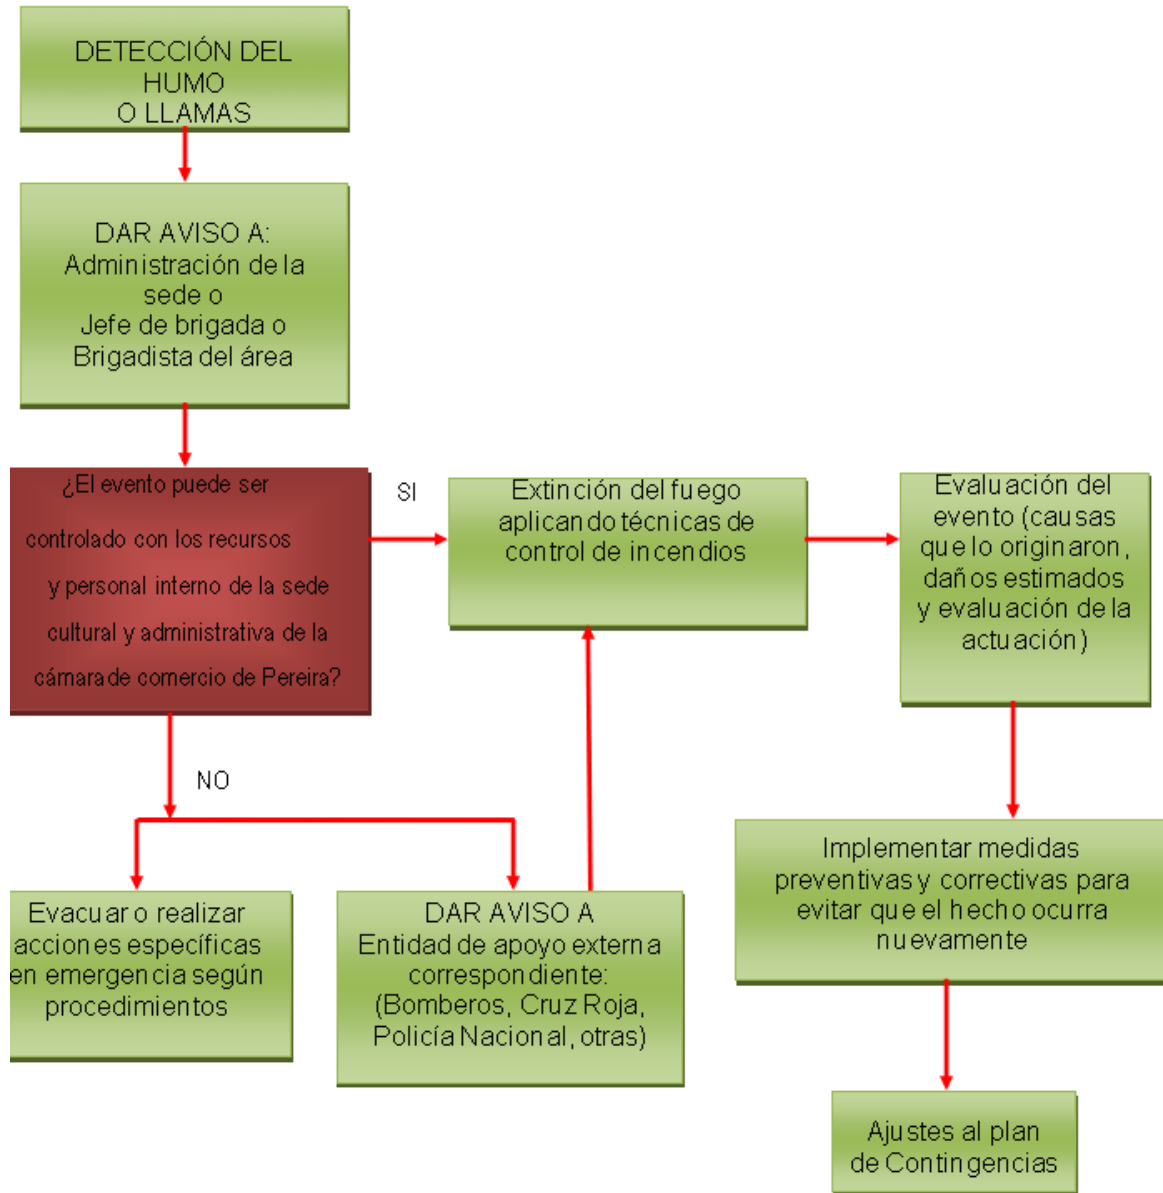 DETECCIÓN DEL
HUMO
O LLAMAS
DAR AVISO A:
Administración de la
sede o
Jefe de brigada o
Brigadista del área
¿El evento puede ser
controlado con los recursos
y personal interno de la sede
cultural y administrativa de la
cámara de comercio de Pereira?
SI
Extinción del fuego
aplicando técnicas de
control de incendios
Evaluación del
evento (causas
que lo originaron,
daños estimados
y evaluación de la
actuación)
NO
Evacuar o realizar
acciones específicas
en emergencia según
procedimientos
DAR AVISO A
Entidad de apoyo externa
correspondiente:
(Bomberos, Cruz Roja,
Policía Nacional, otras)
Implementar medidas
preventivas y correctivas para
evitar que el hecho ocurra
nuevamente
Ajustes al plan
de Contingencias